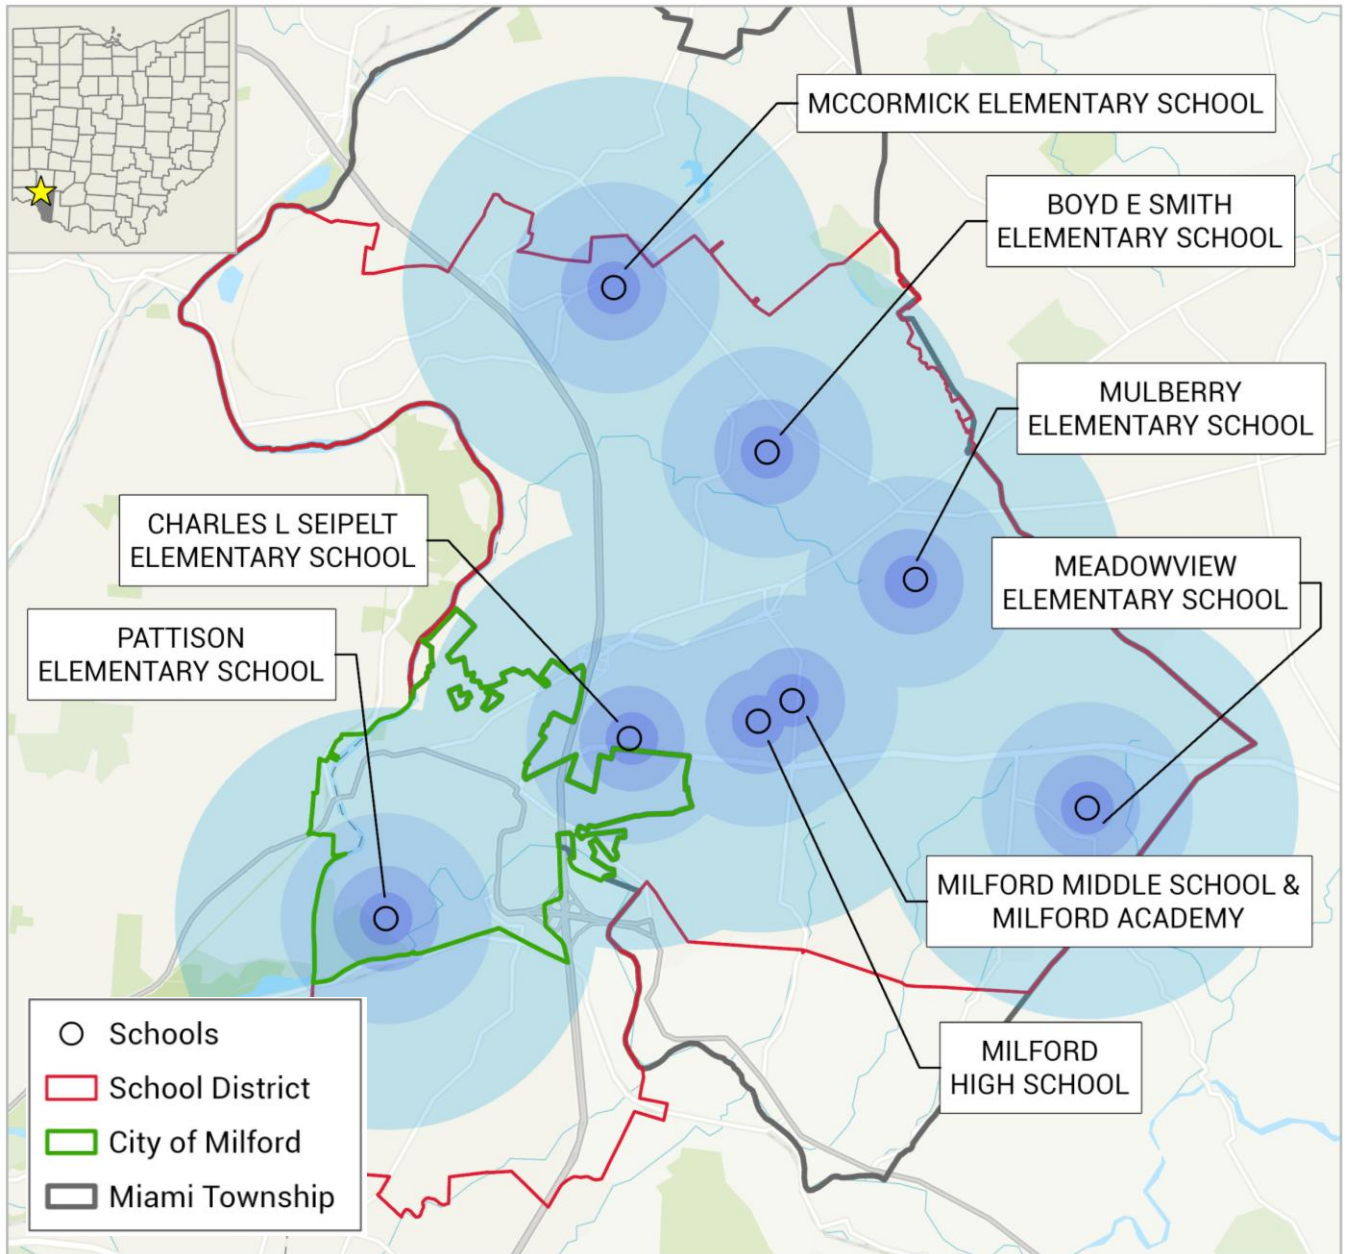 MCCORMICK ELEMENTARY SCHOOL
BOYD E SMITH
ELEMENTARY SCHOOL
MULBERRY
ELEMENTARY SCHOOL
CHARLES L SEIPELT
ELEMENTARY SCHOOL
MEADOWVIEW
ELEMENTARY SCHOOL
PATTISON
ELEMENTARY SCHOOL
MILFORD MIDDLE SCHOOL &
MILFORD ACADEMY
MILFORD
HIGH SCHOOL
Schools
School District
City of Milford
Miami Township